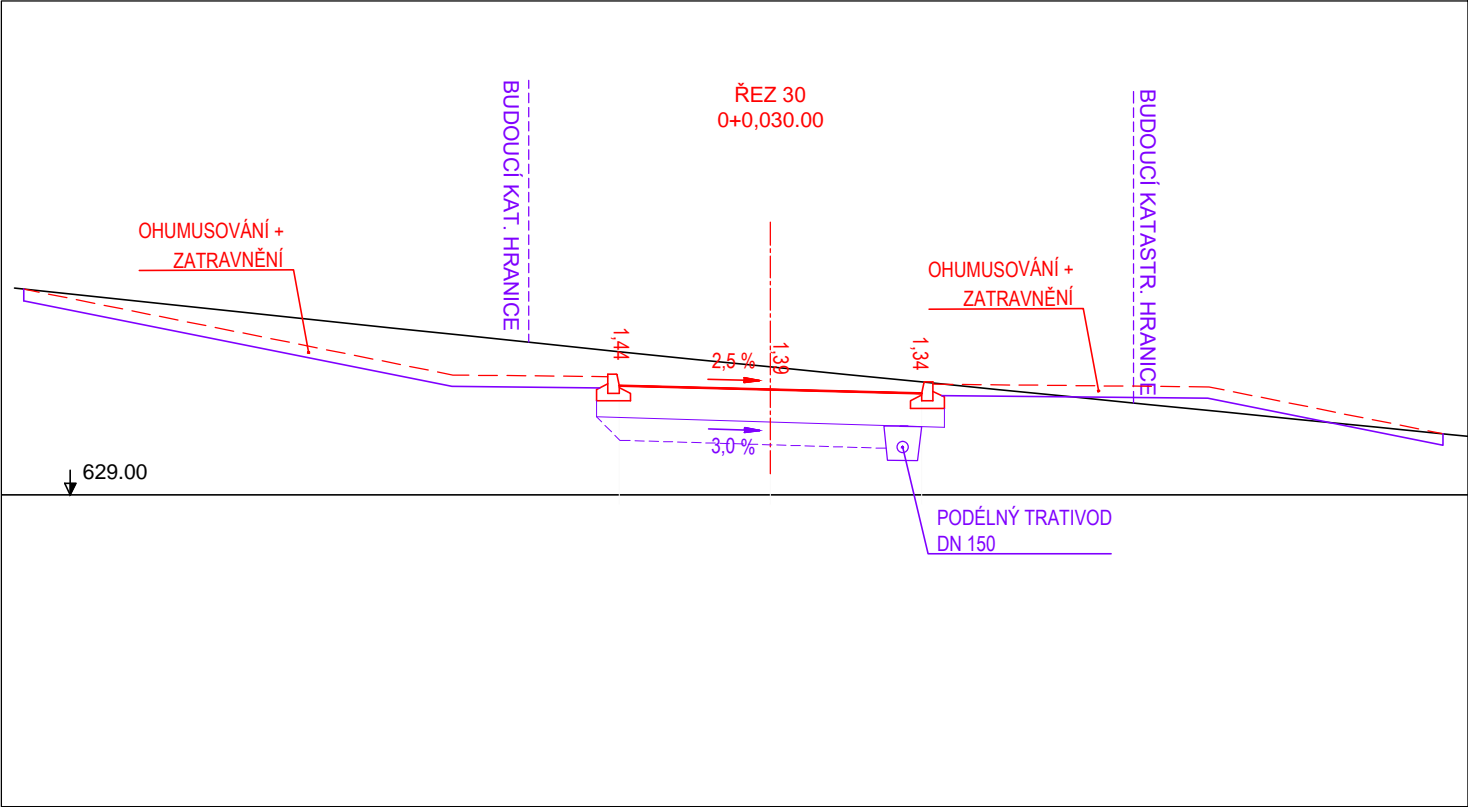 ŘEZ 30
0+0,030.00
BUDOUCÍ KAT. HRANICE
BUDOUCÍ KATASTR. HRANICE
OHUMUSOVÁNÍ +
ZATRAVNĚNÍ
OHUMUSOVÁNÍ +
ZATRAVNĚNÍ
1,44
2,5 %
1,39
1,34
3,0 %
629.00
PODÉLNÝ TRATIVOD
DN 150